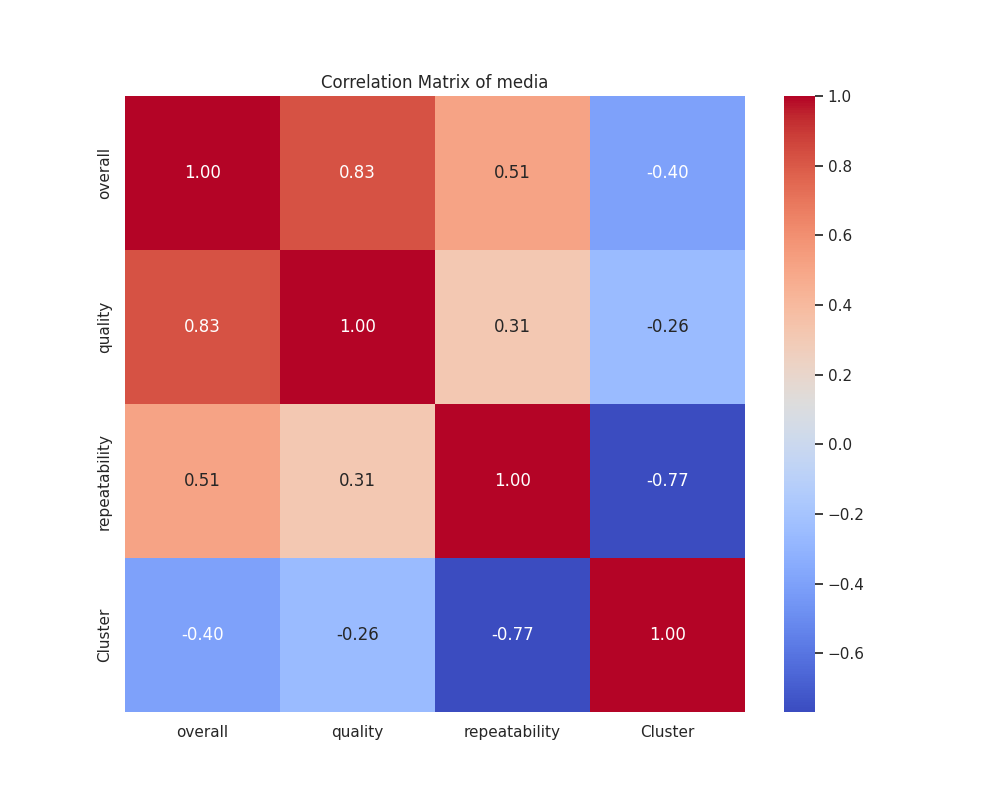 Correlation Matrix of media
overall
1.00
0.83
0.51
-0.40
quality
0.83
1.00
0.31
-0.26
repeatability
0.51
0.31
1.00
-0.77
Cluster
-0.40
-0.26
-0.77
1.00
overall
quality
repeatability
Cluster
1.0
0.8
0.6
0.4
0.2
0.0
−0.2
−0.4
−0.6